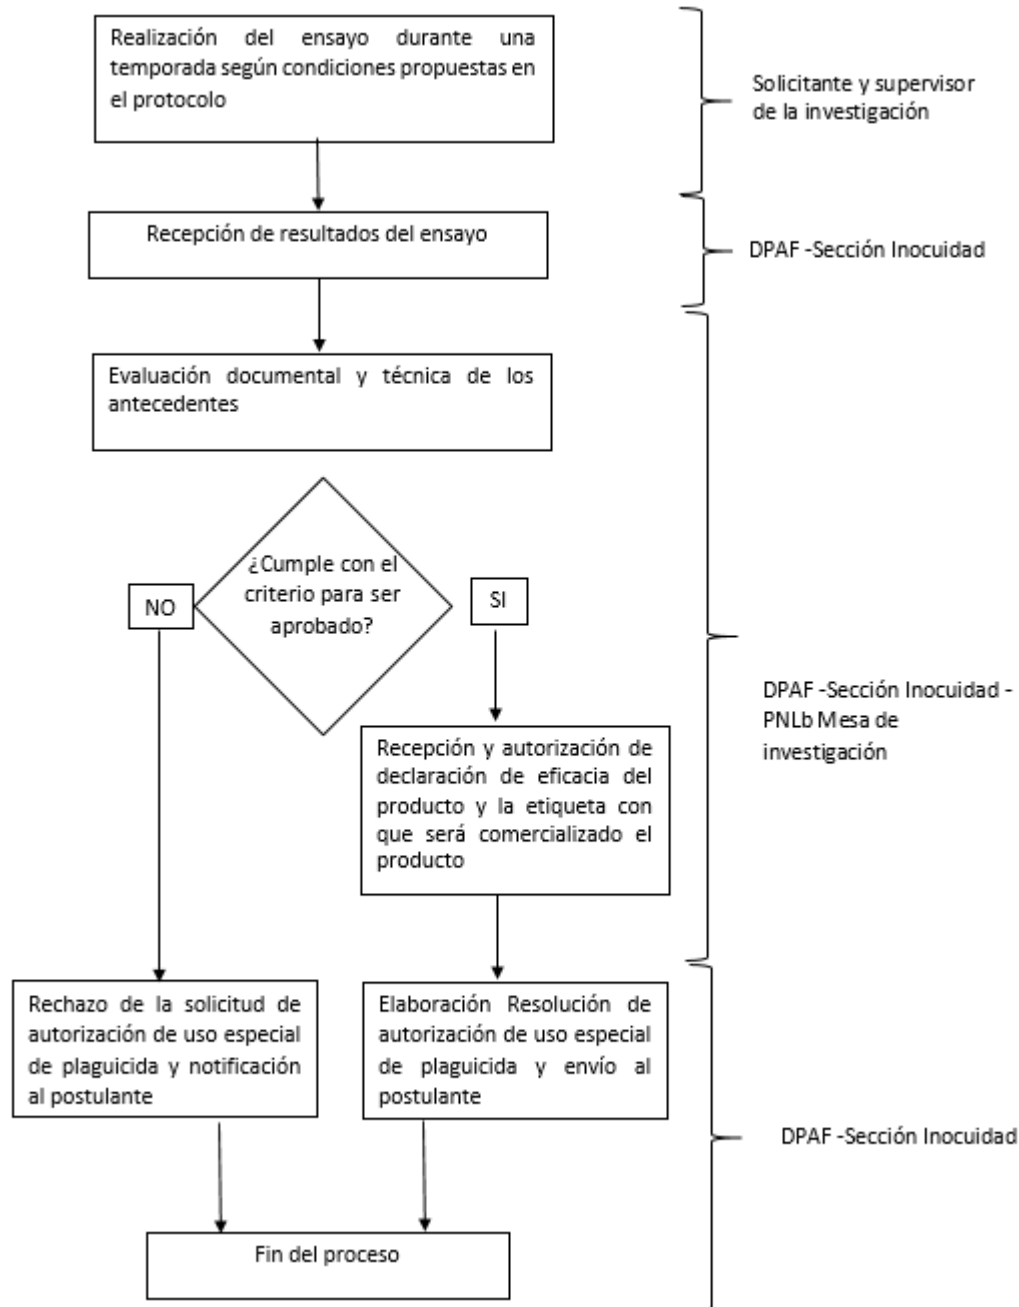 Realización del ensayo durante una
temporada según condiciones propuestas en
el protocolo
Solicitante y supervisor
de la investigación
Recepción de resultados del ensayo
DPAF -Sección Inocuidad
Evaluación documental y técnica de los
antecedentes
¿Cumple con el
criterio para ser
aprobado?
NO
SI
DPAF -Sección Inocuidad -
PNLb Mesa de
investigación
Recepción y autorización de
declaración de eficacia del
producto y la etiqueta con
que será comercializado el
producto
Rechazo de la solicitud de
autorización de uso especial
de plaguicida y notificación
al postulante
Elaboración Resolución de
autorización de uso especial
de plaguicida y envío al
postulante
DPAF -Sección Inocuidad
Fin del proceso